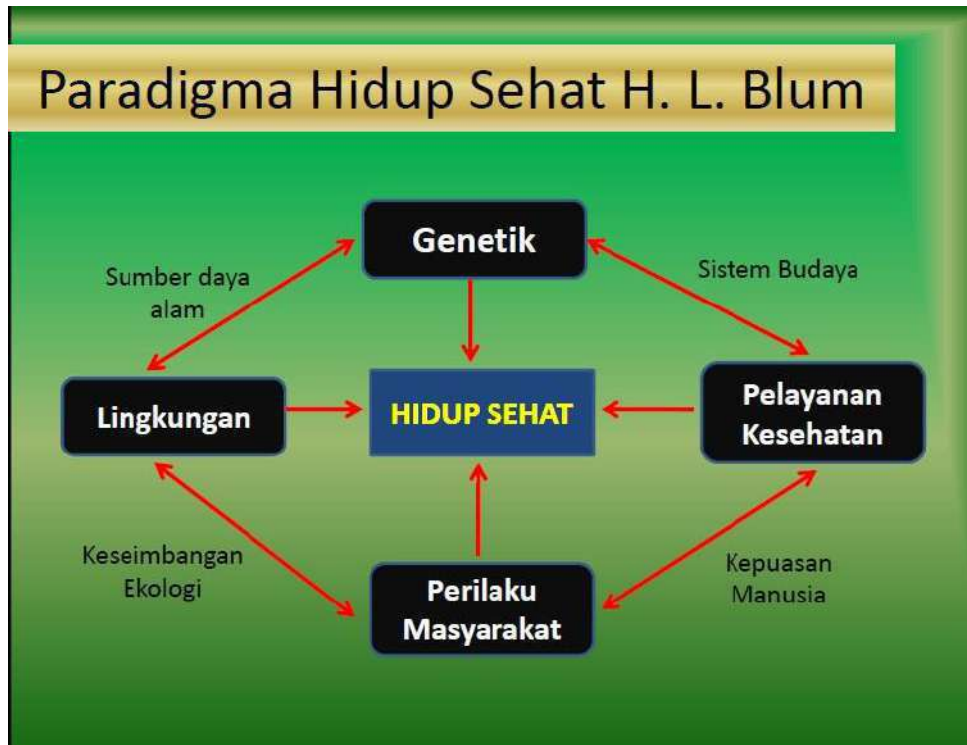 Paradigma Hidup Sehat H. L. Blum
Genetik
Sumber daya
alam
Sistem Budaya
Lingkungan
HIDUP SEHAT
Pelayanan
Kesehatan
Keseimbangan
Ekologi
Perilaku
Masyarakat
Kepuasan
Manusia